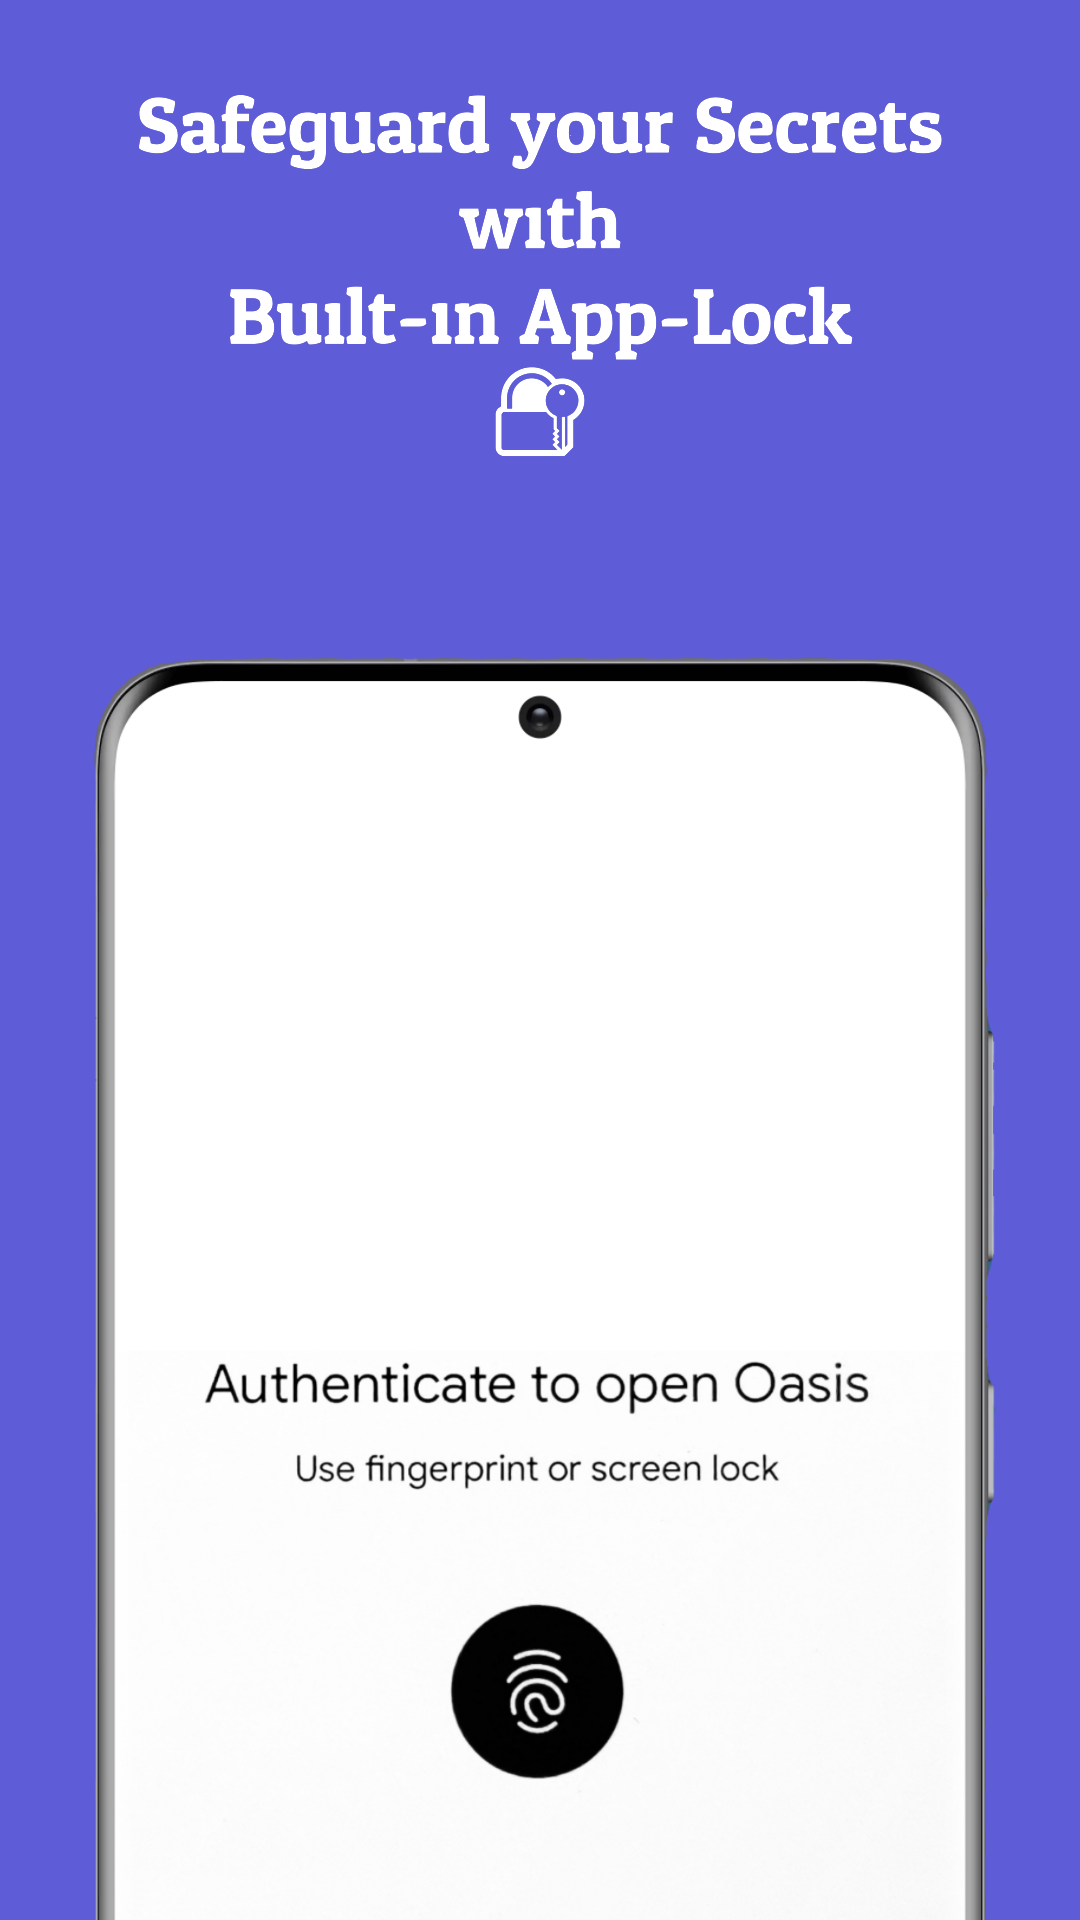 Safeguard your Secrets
with
Built-in App-Lock
Authenticate to open Oasis
Use fingerprint or screen lock